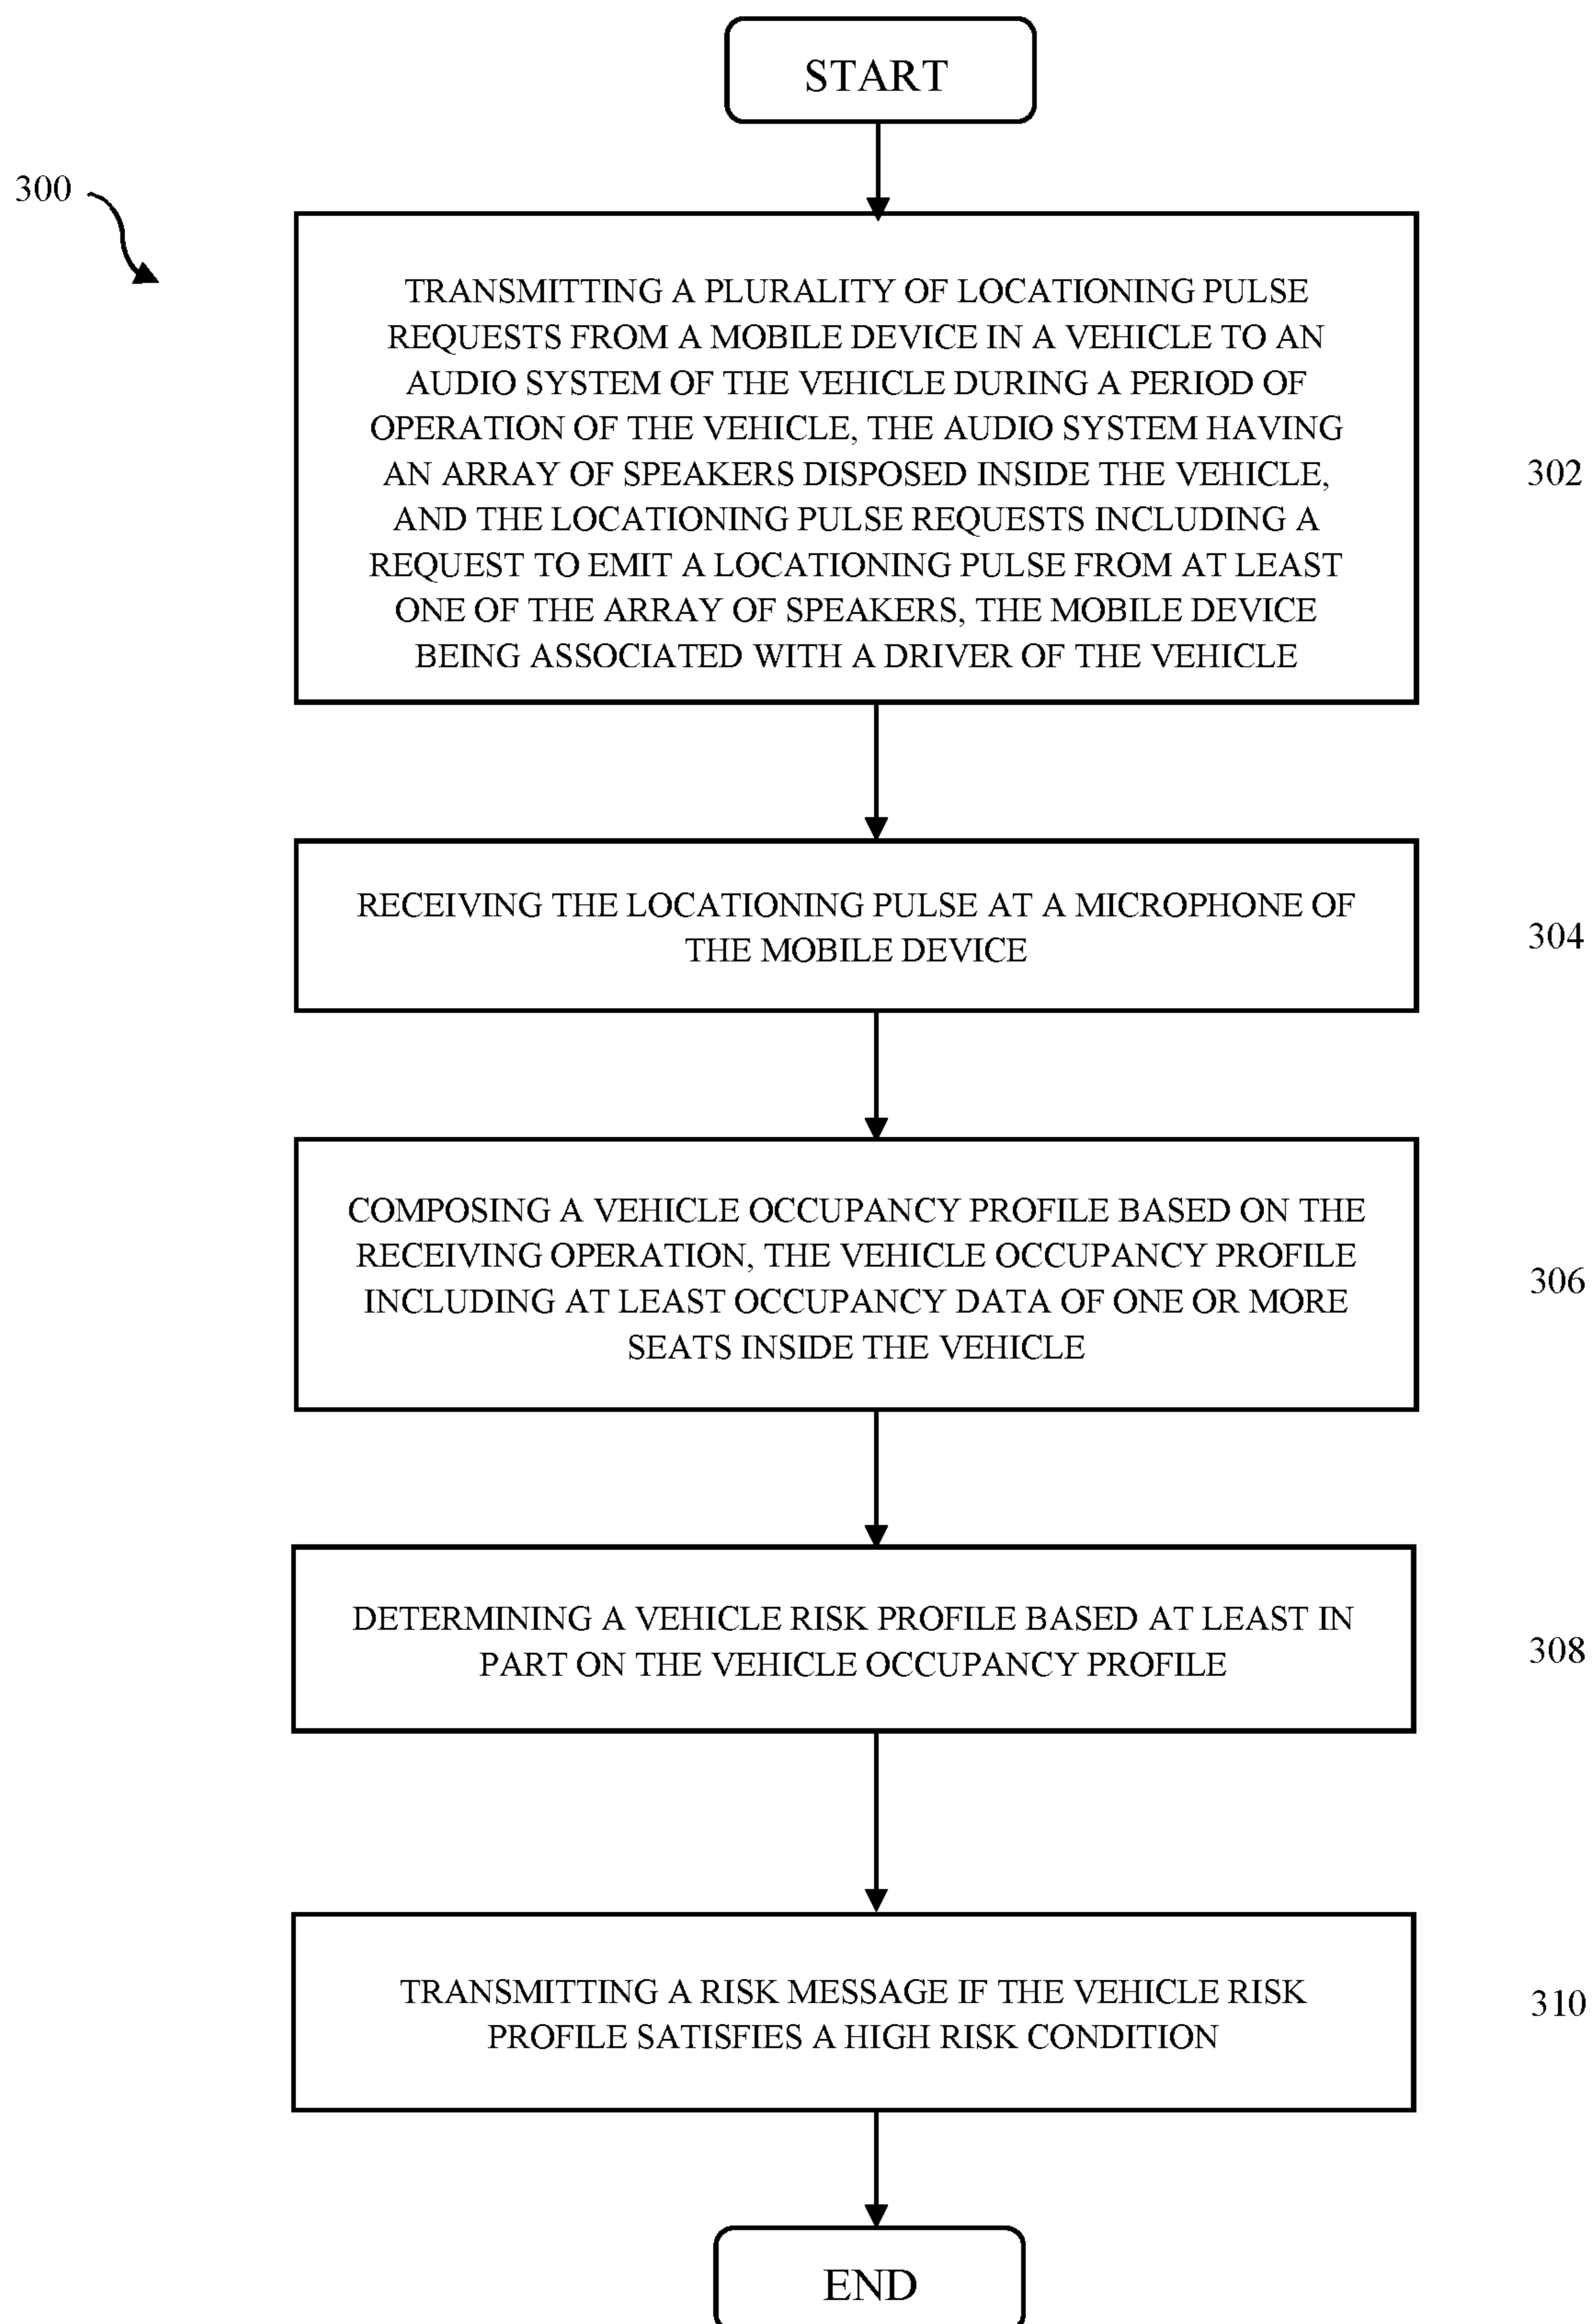 START
300
TRANSMITTING A PLURALITY OF LOCATIONING PULSE
REQUESTS FROM A MOBILE DEVICE IN A VEHICLE TO AN
AUDIO SYSTEM OF THE VEHICLE DURING A PERIOD OF
OPERATION OF THE VEHICLE, THE AUDIO SYSTEM HAVING
AN ARRAY OF SPEAKERS DISPOSED INSIDE THE VEHICLE,
AND THE LOCATIONING PULSE REQUESTS INCLUDING A
REQUEST TO EMIT A LOCATIONING PULSE FROM AT LEAST
ONE OF THE ARRAY OF SPEAKERS, THE MOBILE DEVICE
BEING ASSOCIATED WITH A DRIVER OF THE VEHICLE
302
RECEIVING THE LOCATIONING PULSE AT A MICROPHONE OF
THE MOBILE DEVICE
304
COMPOSING A VEHICLE OCCUPANCY PROFILE BASED ON THE
RECEIVING OPERATION, THE VEHICLE OCCUPANCY PROFILE
INCLUDING AT LEAST OCCUPANCY DATA OF ONE OR MORE
SEATS INSIDE THE VEHICLE
306
DETERMINING A VEHICLE RISK PROFILE BASED AT LEAST IN
PART ON THE VEHICLE OCCUPANCY PROFILE
308
TRANSMITTING A RISK MESSAGE IF THE VEHICLE RISK
PROFILE SATISFIES A HIGH RISK CONDITION
310
END